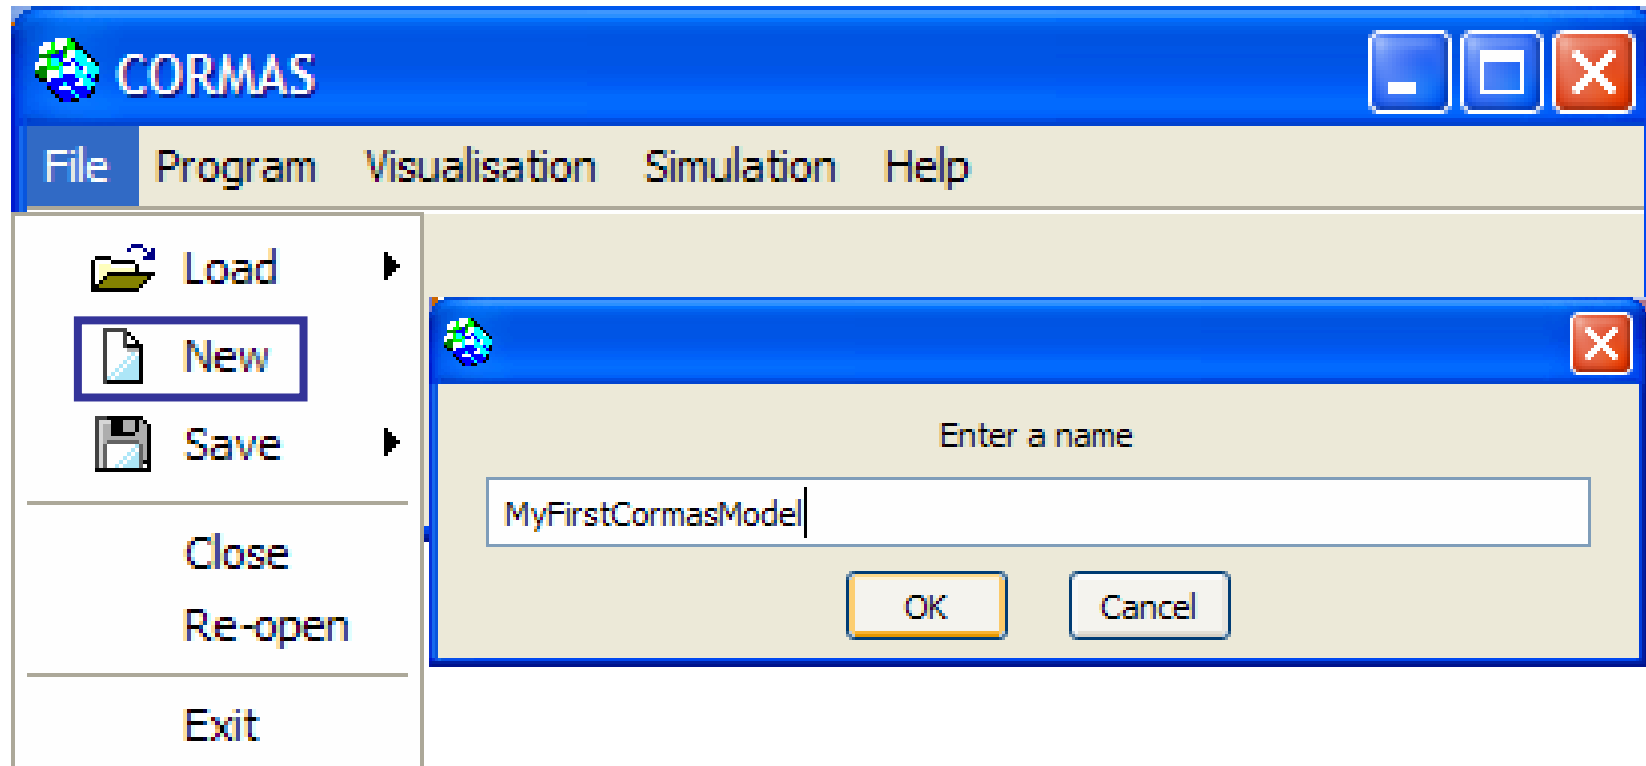 CORMAS
File Program Visualisation Simulation Help
Load
New
Save
Close
Re-open
Exit
Enter a name
MyFirstCormasModel
OK Cancel